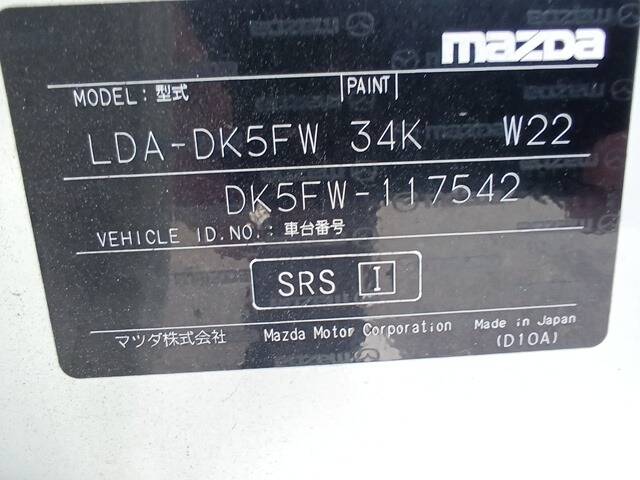 mazda
MODEL: 型式 PAINT
LDA-DK5FW 34K W22
DK5FW-117542
VEHICLE ID.NO.: 車台番号
SRS I
マツダ株式会社 Mazda Motor Corporation Made in Japan
(D10A)